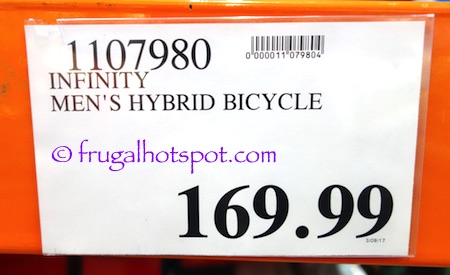 1107980
0"000011"079804
INFINITY
MEN'S HYBRID BICYCLE
© frugalhotspot.com
169.99
3/08/17